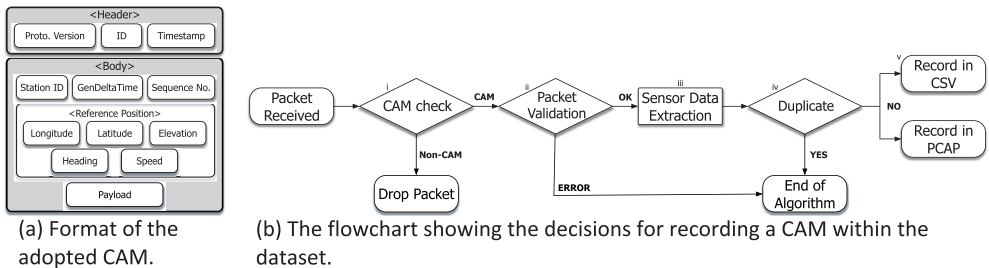 <Header>
Proto. Version
ID
Timestamp
<Body>
Station ID
GenDeltaTime
Sequence No.
<Reference Position>
Longitude
Latitude
Elevation
Heading
Speed
Payload
(a) Format of the
adopted CAM.
Packet
Received
i
CAM check
CAM
Non-CAM
Drop Packet
ii
Packet
Validation
OK
ERROR
iii
Sensor Data
Extraction
iv
Duplicate
NO
YES
End of
Algorithm
v
Record in
CSV
Record in
PCAP
(b) The flowchart showing the decisions for recording a CAM within the
dataset.